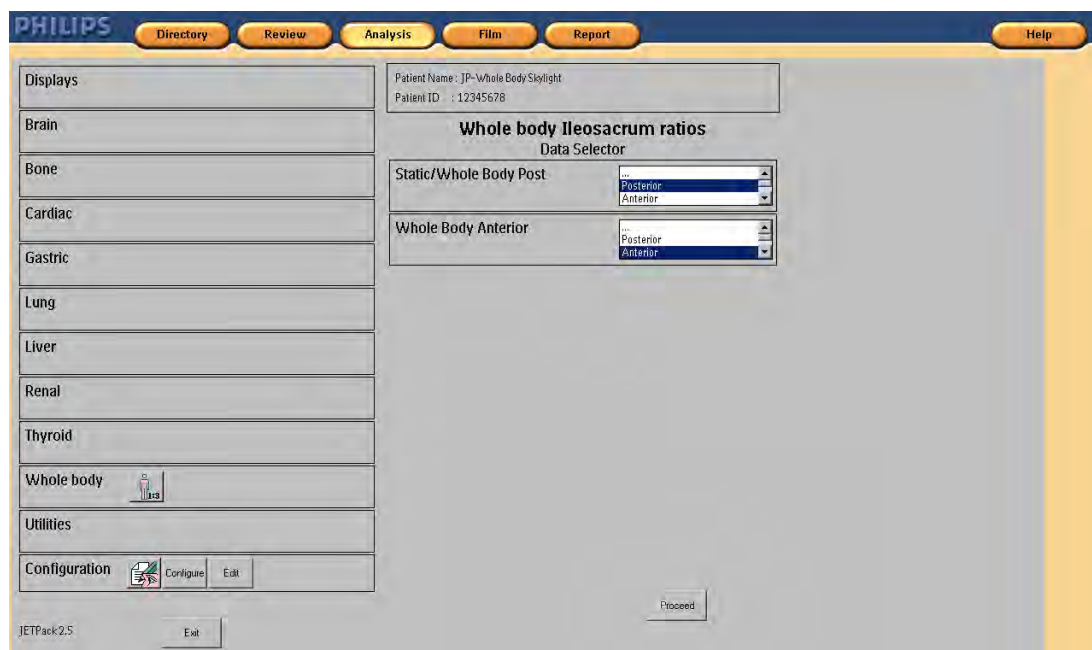 PHILIPS
Directory Review Analysis Film Report Help
Displays
Brain
Bone
Cardiac
Gastric
Lung
Liver
Renal
Thyroid
Whole body
1:3
Utilities
Configuration Configure Edit
JETPack 2.5 Exit
Patient Name : JP-Whole Body Skylight
Patient ID : 12345678
Whole body Ileosacrum ratios
Data Selector
Static/Whole Body Post
...
Posterior
Anterior
Whole Body Anterior
...
Posterior
Anterior
Proceed